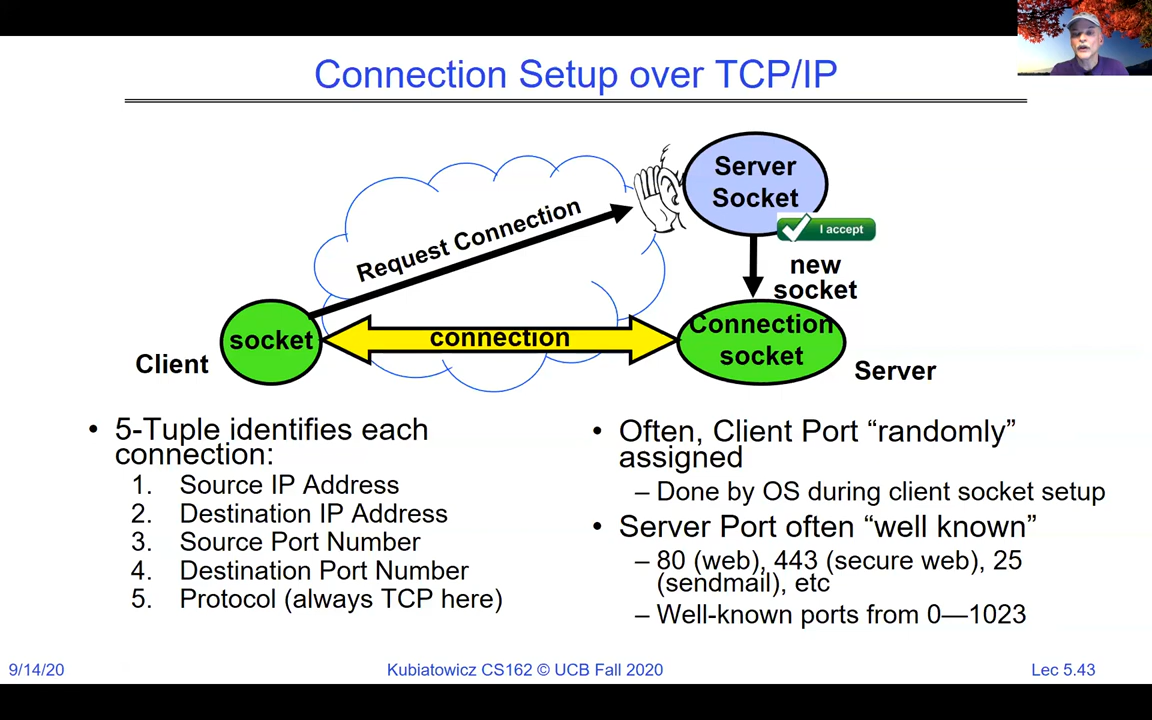 Connection Setup over TCP/IP
Server
Socket
I accept
Request Connection
new
socket
socket
connection
Connection
socket
Client
Server
• 5-Tuple identifies each
connection:
1. Source IP Address
2. Destination IP Address
3. Source Port Number
4. Destination Port Number
5. Protocol (always TCP here)
• Often, Client Port “randomly”
assigned
– Done by OS during client socket setup
• Server Port often “well known”
– 80 (web), 443 (secure web), 25
(sendmail), etc
– Well-known ports from 0—1023
9/14/20
Kubiatowicz CS162 © UCB Fall 2020
Lec 5.43